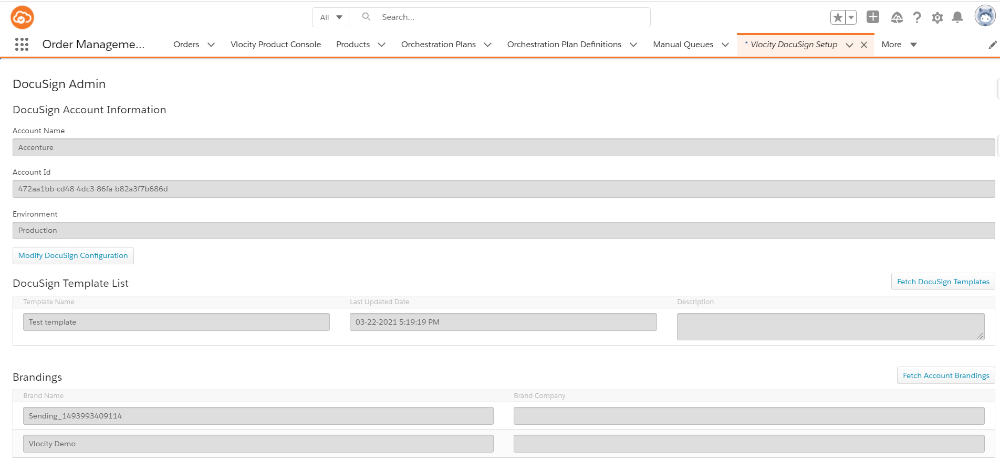 All
Search...
Order Manageme...
Orders
Vlocity Product Console
Products
Orchestration Plans
Orchestration Plan Definitions
Manual Queues
* Vlocity DocuSign Setup
More
DocuSign Admin
DocuSign Account Information
Account Name
Accenture
Account Id
472aa1bb-cd48-4dc3-86fa-b82a3f7b686d
Environment
Production
Modify DocuSign Configuration
DocuSign Template List
Fetch DocuSign Templates
Template Name Last Updated Date Description
Test template 03-22-2021 5:19:19 PM
Brandings
Fetch Account Brandings
Brand Name Brand Company
Sending_1493993409114
Vlocity Demo